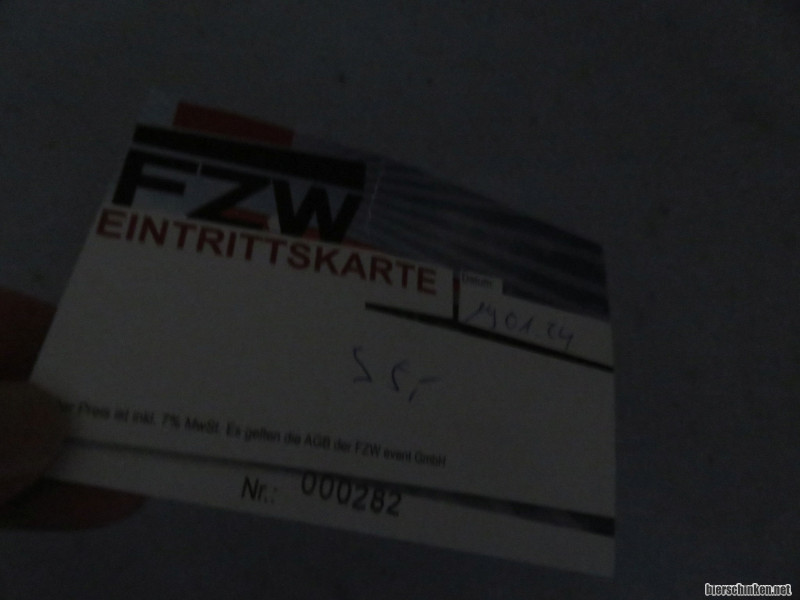 FZW
EINTRITTSKARTE
Datum
19.01.24
Preis ist inkl. 7% MwSt. Es gelten die AGB der FZW event GmbH
Nr.: 000282
bierschinken.net